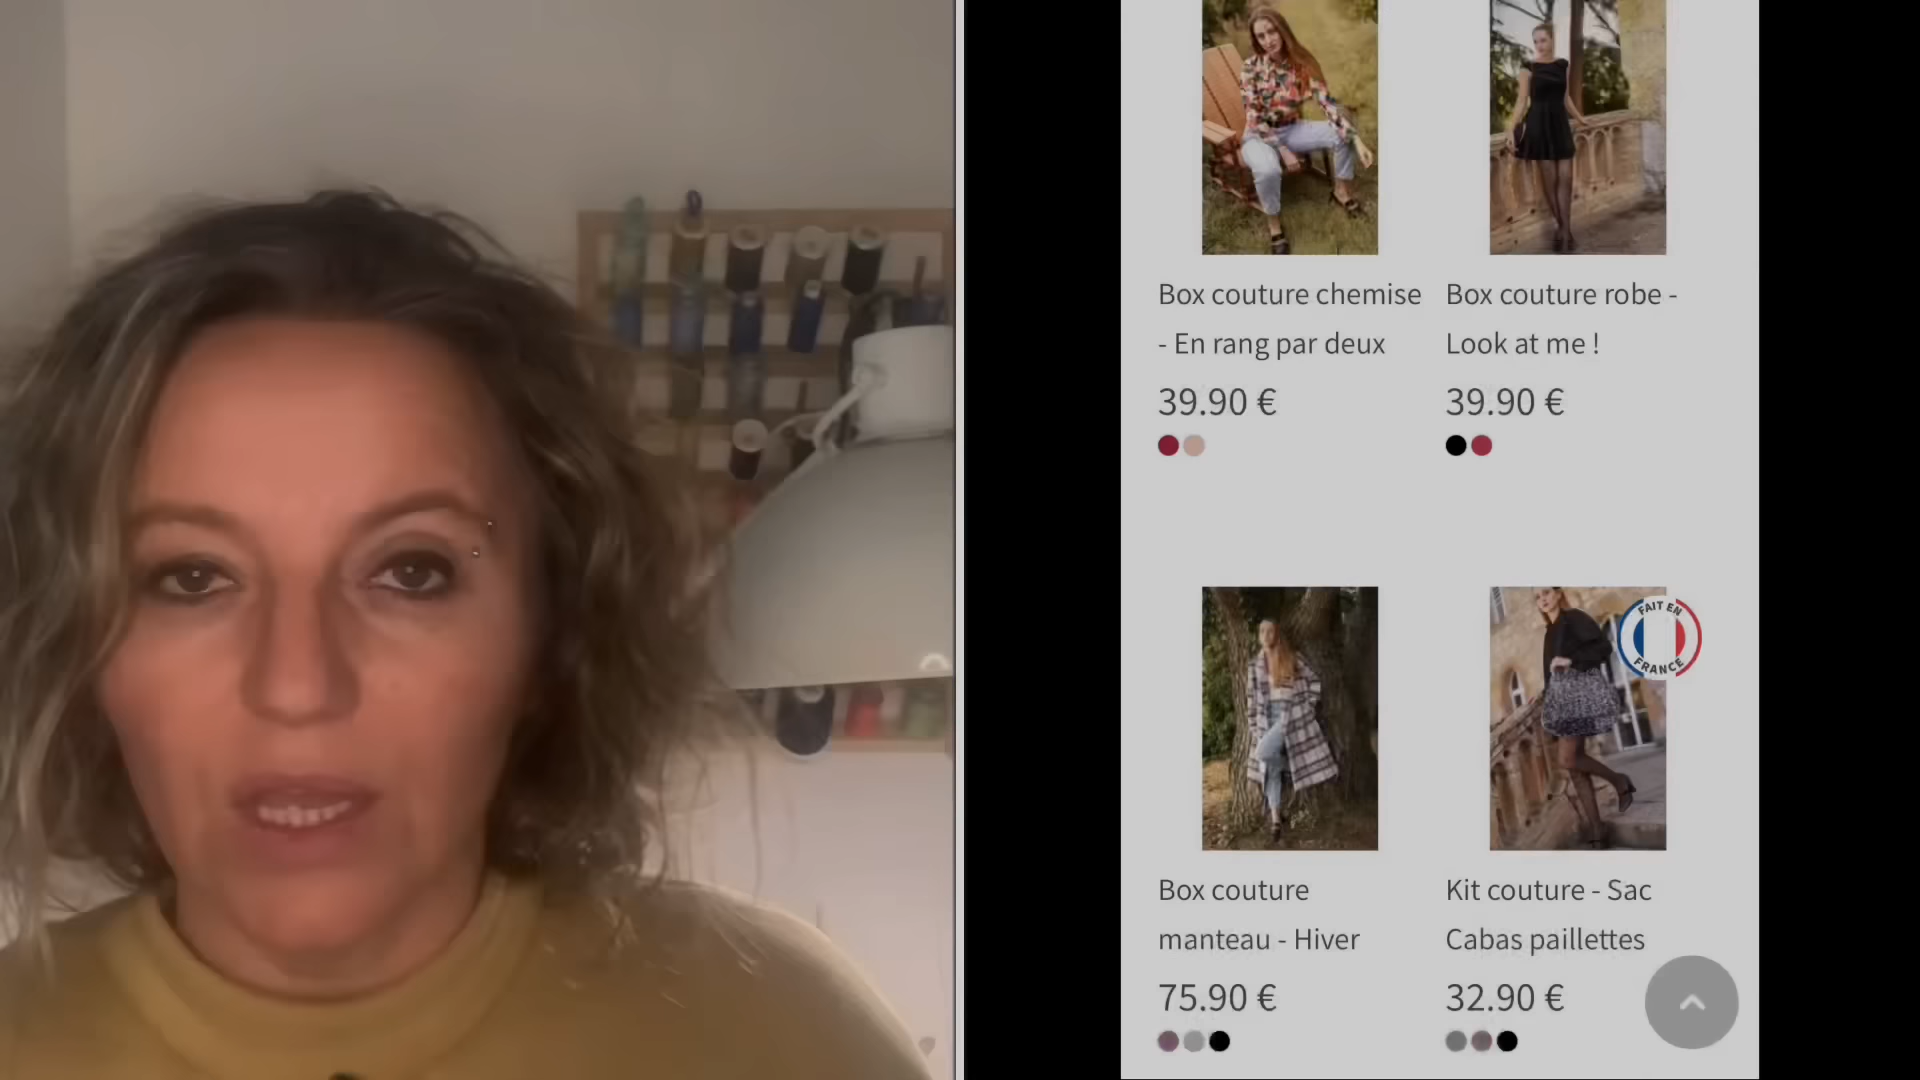 Box couture chemise
- En rang par deux
39.90 €
Box couture robe -
Look at me !
39.90 €
FAIT EN
FRANCE
Box couture
manteau - Hiver
75.90 €
Kit couture - Sac
Cabas paillettes
32.90 €